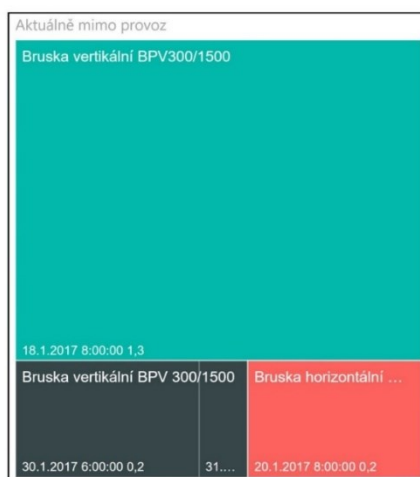 Aktuálně mimo provoz
Bruska vertikální BPV300/1500
18.1.2017 8:00:00 1,3
Bruska vertikální BPV 300/1500
Bruska horizontální ...
30.1.2017 6:00:00 0,2
31....
20.1.2017 8:00:00 0,2